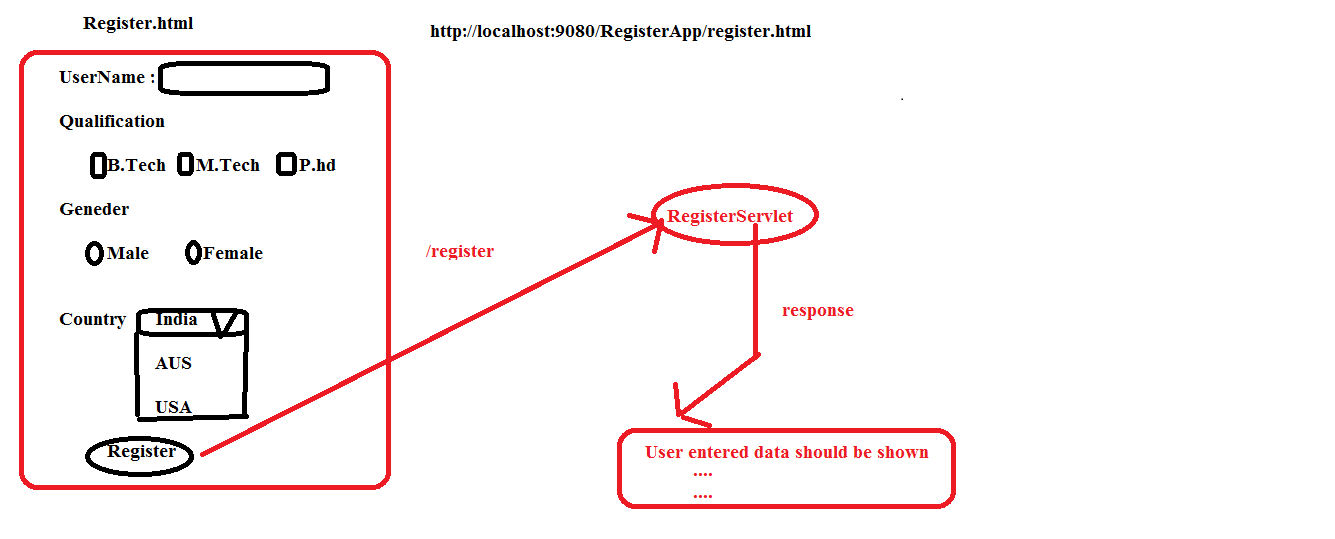 Register.html
http://localhost:9080/RegisterApp/register.html
UserName :
Qualification
B.Tech M.Tech P.hd
Geneder
Male Female
Country India
AUS
USA
Register
/register
RegisterServlet
response
User entered data should be shown
....
....